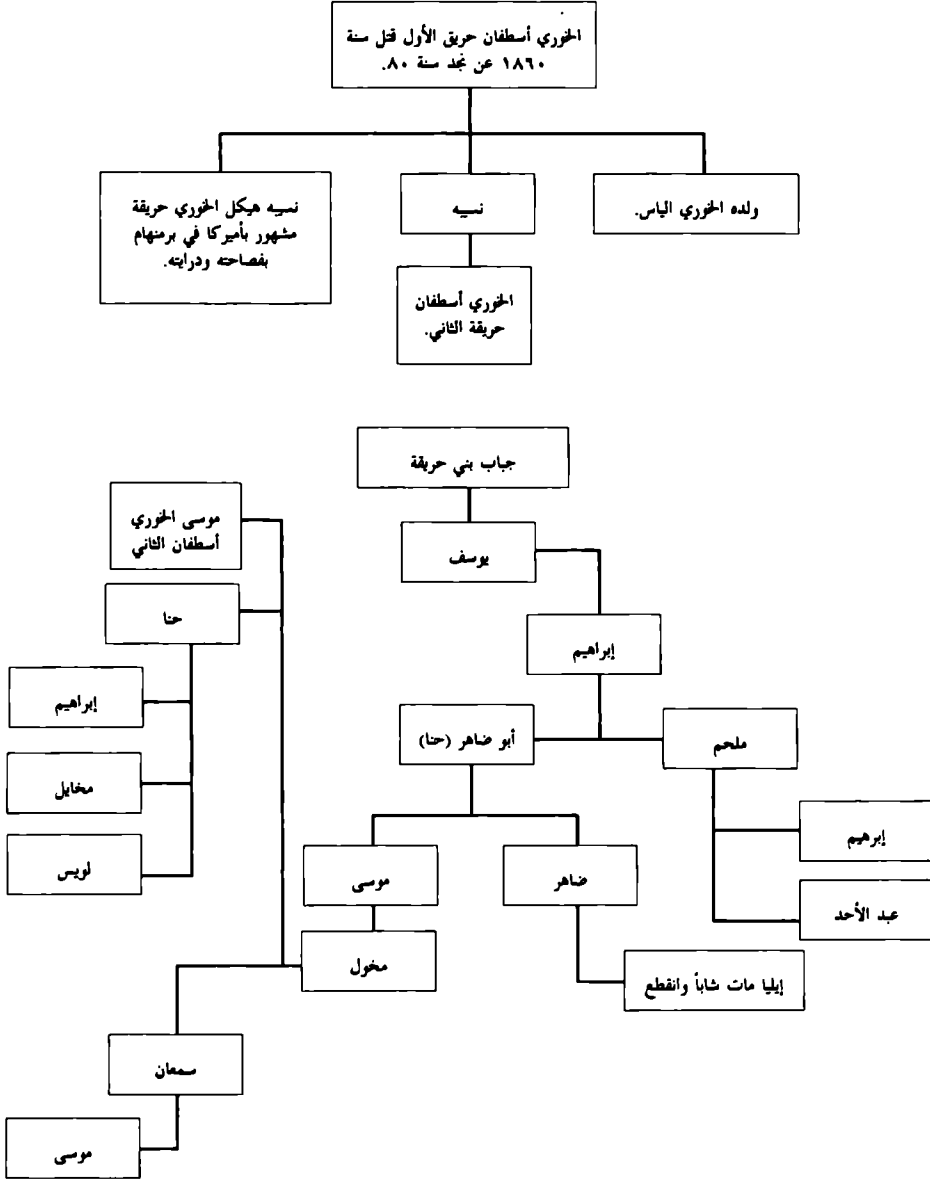 الخوري أسطفان حريق الأول قتل سنة
١٨٦٠ عن نجد سنة ٨٠.
ولده الخوري الياس.
نسيبه
نسيبه هيكل الخوري حريقة
مشهور بأميركا في برمنهام
بفصاحته ودرايته.
الخوري أسطفان
حريقة الثاني.
جباب بني حريقة
يوسف
إبراهيم
ملحم
أبو ضاهر (حنا)
إبرهيم
عبد الأحد
ضاهر
موسى
إيليا مات شاباً وانقطع
مخول
موسى الخوري
أسطفان الثاني
حنا
إبراهيم
مخايل
لويس
سمعان
موسى